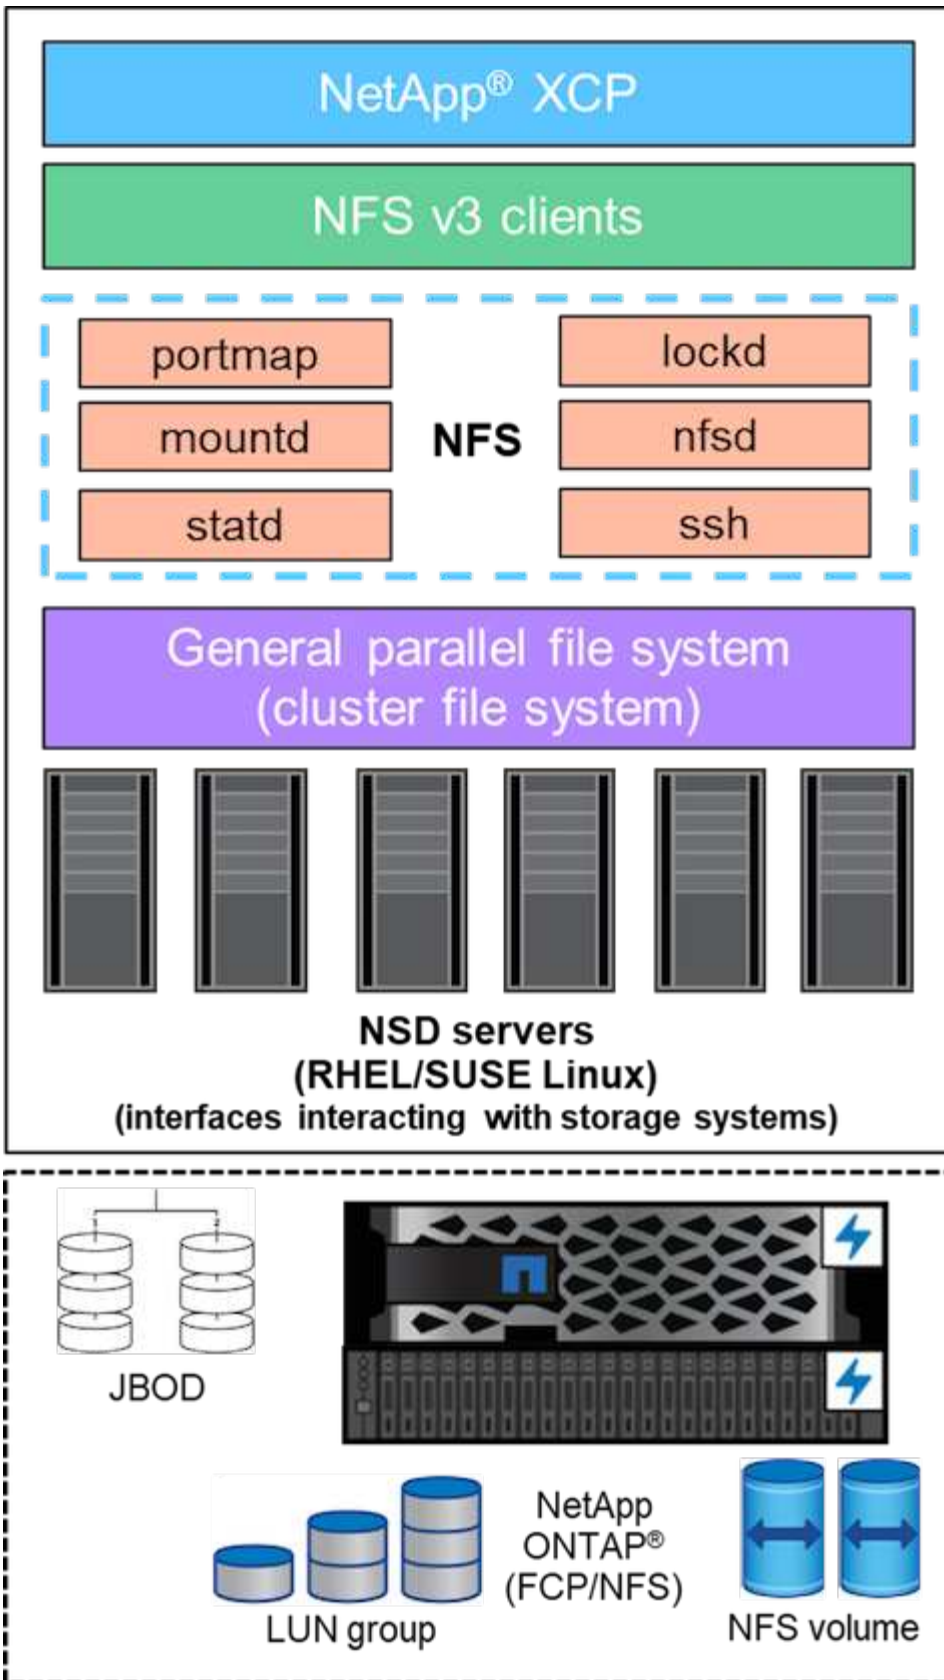 NetApp® XCP
NFS v3 clients
portmap
lockd
mountd
NFS
nfsd
statd
ssh
General parallel file system
(cluster file system)
NSD servers
(RHEL/SUSE Linux)
(interfaces interacting with storage systems)
1
2
JBOD
NetApp
ONTAP®
(FCP/NFS)
LUN group
NFS volume